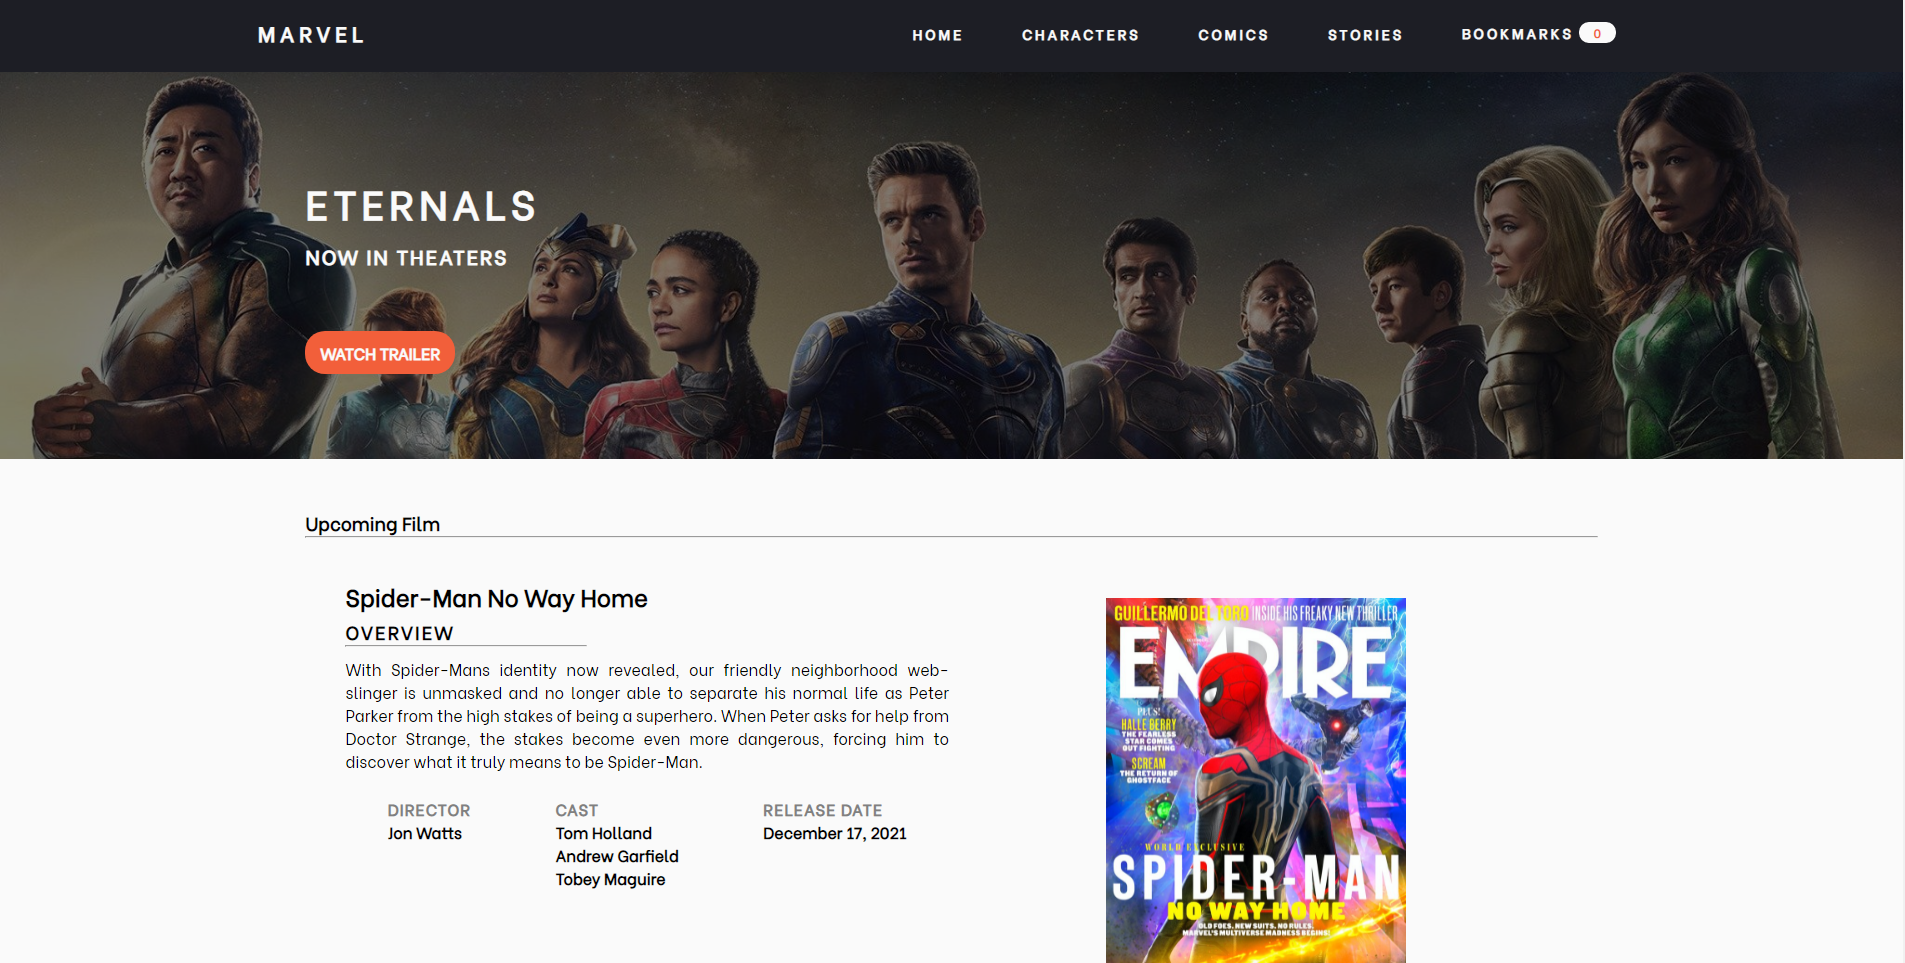 MARVEL
HOME
CHARACTERS
COMICS
STORIES
BOOKMARKS 0
ETERNALS
NOW IN THEATERS
WATCH TRAILER
Upcoming Film
Spider-Man No Way Home
OVERVIEW
With Spider-Mans identity now revealed, our friendly neighborhood web-
slinger is unmasked and no longer able to separate his normal life as Peter
Parker from the high stakes of being a superhero. When Peter asks for help from
Doctor Strange, the stakes become even more dangerous, forcing him to
discover what it truly means to be Spider-Man.
DIRECTOR
Jon Watts
CAST
Tom Holland
Andrew Garfield
Tobey Maguire
RELEASE DATE
December 17, 2021
GUILLERMO DEL TORO INSIDE HIS FREAKY NEW THRILLER
EMPIRE
PLUS!
HALLE BERRY
THE FEARLESS
STAR COMES
OUT FIGHTING
SCREAM
THE RETURN OF
GHOSTFACE
WORLD EXCLUSIVE
SPIDER-MAN
NO WAY HOME
OLD FOES. NEW SUITS. NO RULES.
MARVEL'S MULTIVERSE MADNESS BEGINS!